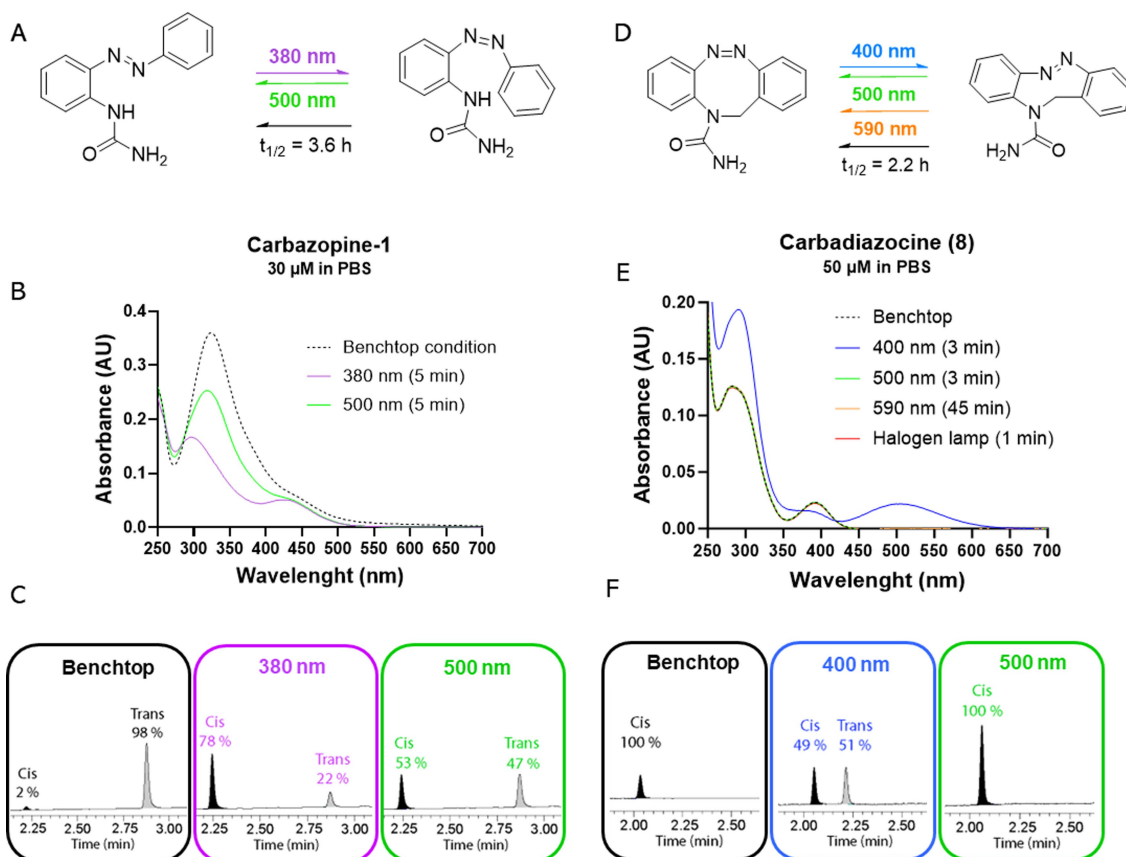 A
N
N
NH
O
NH2
380 nm
500 nm
t1/2 = 3.6 h
N
N
NH
O
NH2
D
N
N
N
O
NH2
400 nm
500 nm
590 nm
t1/2 = 2.2 h
N
N
N
H2N
O
Carbazopine-1
30 µM in PBS
B
Absorbance (AU)
0.4
0.3
0.2
0.1
0.0
250 300 350 400 450 500 550 600 650 700
Wavelenght (nm)
Benchtop condition
380 nm (5 min)
500 nm (5 min)
Carbadiazocine (8)
50 µM in PBS
E
Absorbance (AU)
0.20
0.15
0.10
0.05
0.00
250 300 350 400 450 500 550 600 650 700
Wavelenght (nm)
Benchtop
400 nm (3 min)
500 nm (3 min)
590 nm (45 min)
Halogen lamp (1 min)
C
Benchtop
Cis
2 %
Trans
98 %
2.25 2.50 2.75 3.00
Time (min)
380 nm
Cis
78 %
Trans
22 %
2.25 2.50 2.75 3.00
Time (min)
500 nm
Cis
53 %
Trans
47 %
2.25 2.50 2.75 3.00
Time (min)
F
Benchtop
Cis
100 %
2.00 2.25 2.50
Time (min)
400 nm
Cis
49 %
Trans
51 %
2.00 2.25 2.50
Time (min)
500 nm
Cis
100 %
2.00 2.25 2.50
Time (min)